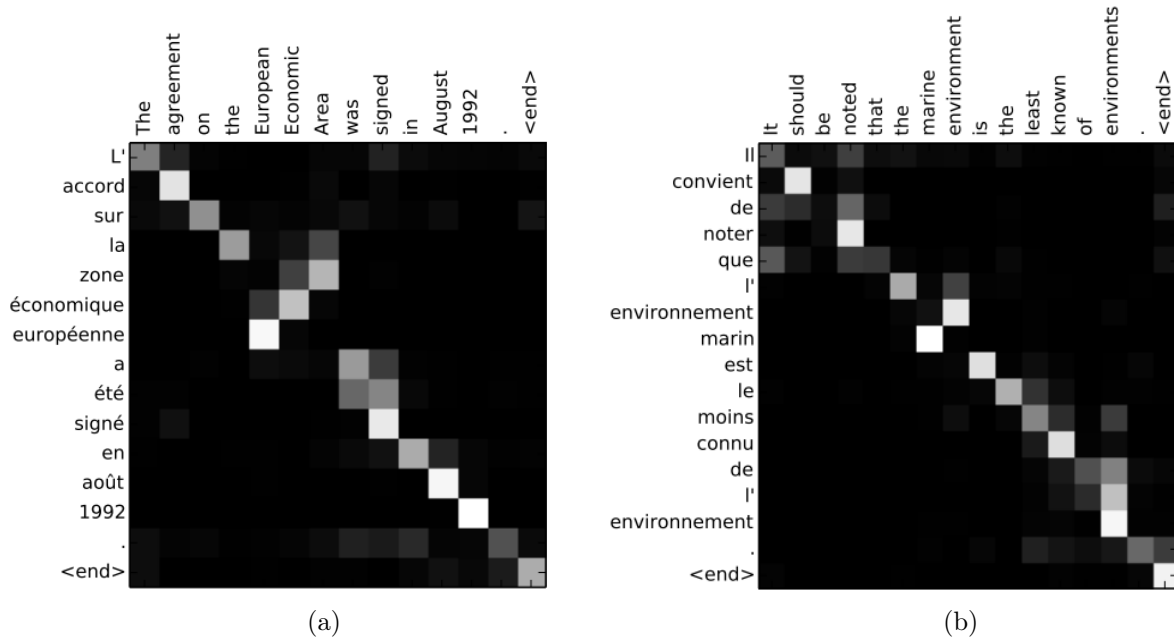 The
agreement
on
the
European
Economic
Area
was
signed
in
August
1992
.
<end>
L'
accord
sur
la
zone
économique
européenne
a
été
signé
en
août
1992
.
<end>
(a)
It
should
be
noted
that
the
marine
environment
is
the
least
known
of
environments
.
<end>
Il
convient
de
noter
que
l'
environnement
marin
est
le
moins
connu
de
l'
environnement
.
<end>
(b)